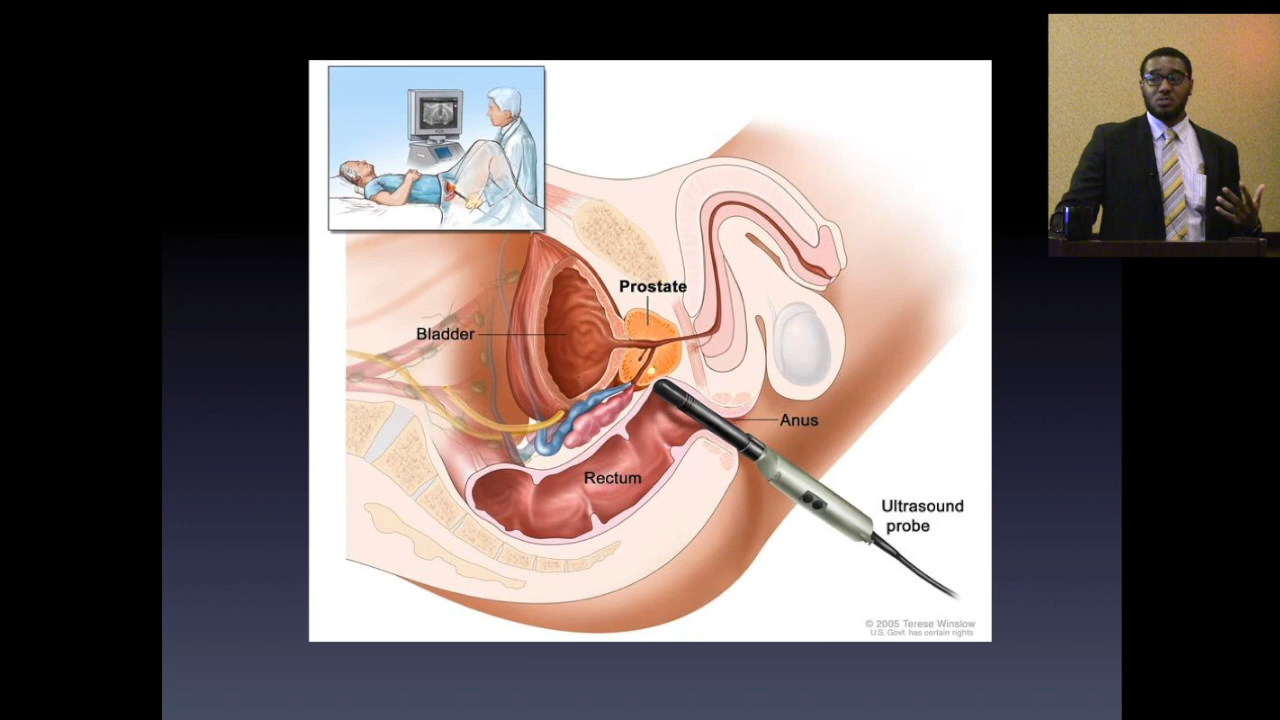 Prostate
Bladder
Anus
Rectum
Ultrasound
probe
© 2005 Terese Winslow
U.S. Govt. has certain rights